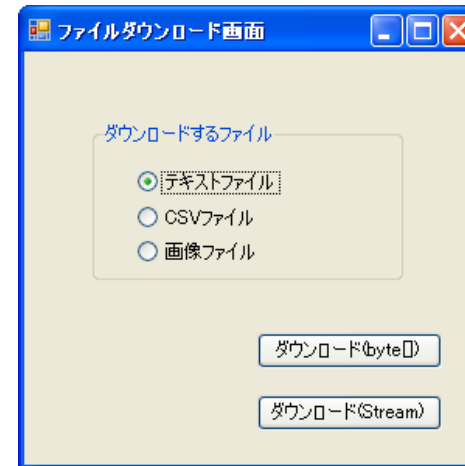 ファイルダウンロード画面
ダウンロードするファイル
テキストファイル
CSVファイル
画像ファイル
ダウンロード(byte[])
ダウンロード(Stream)